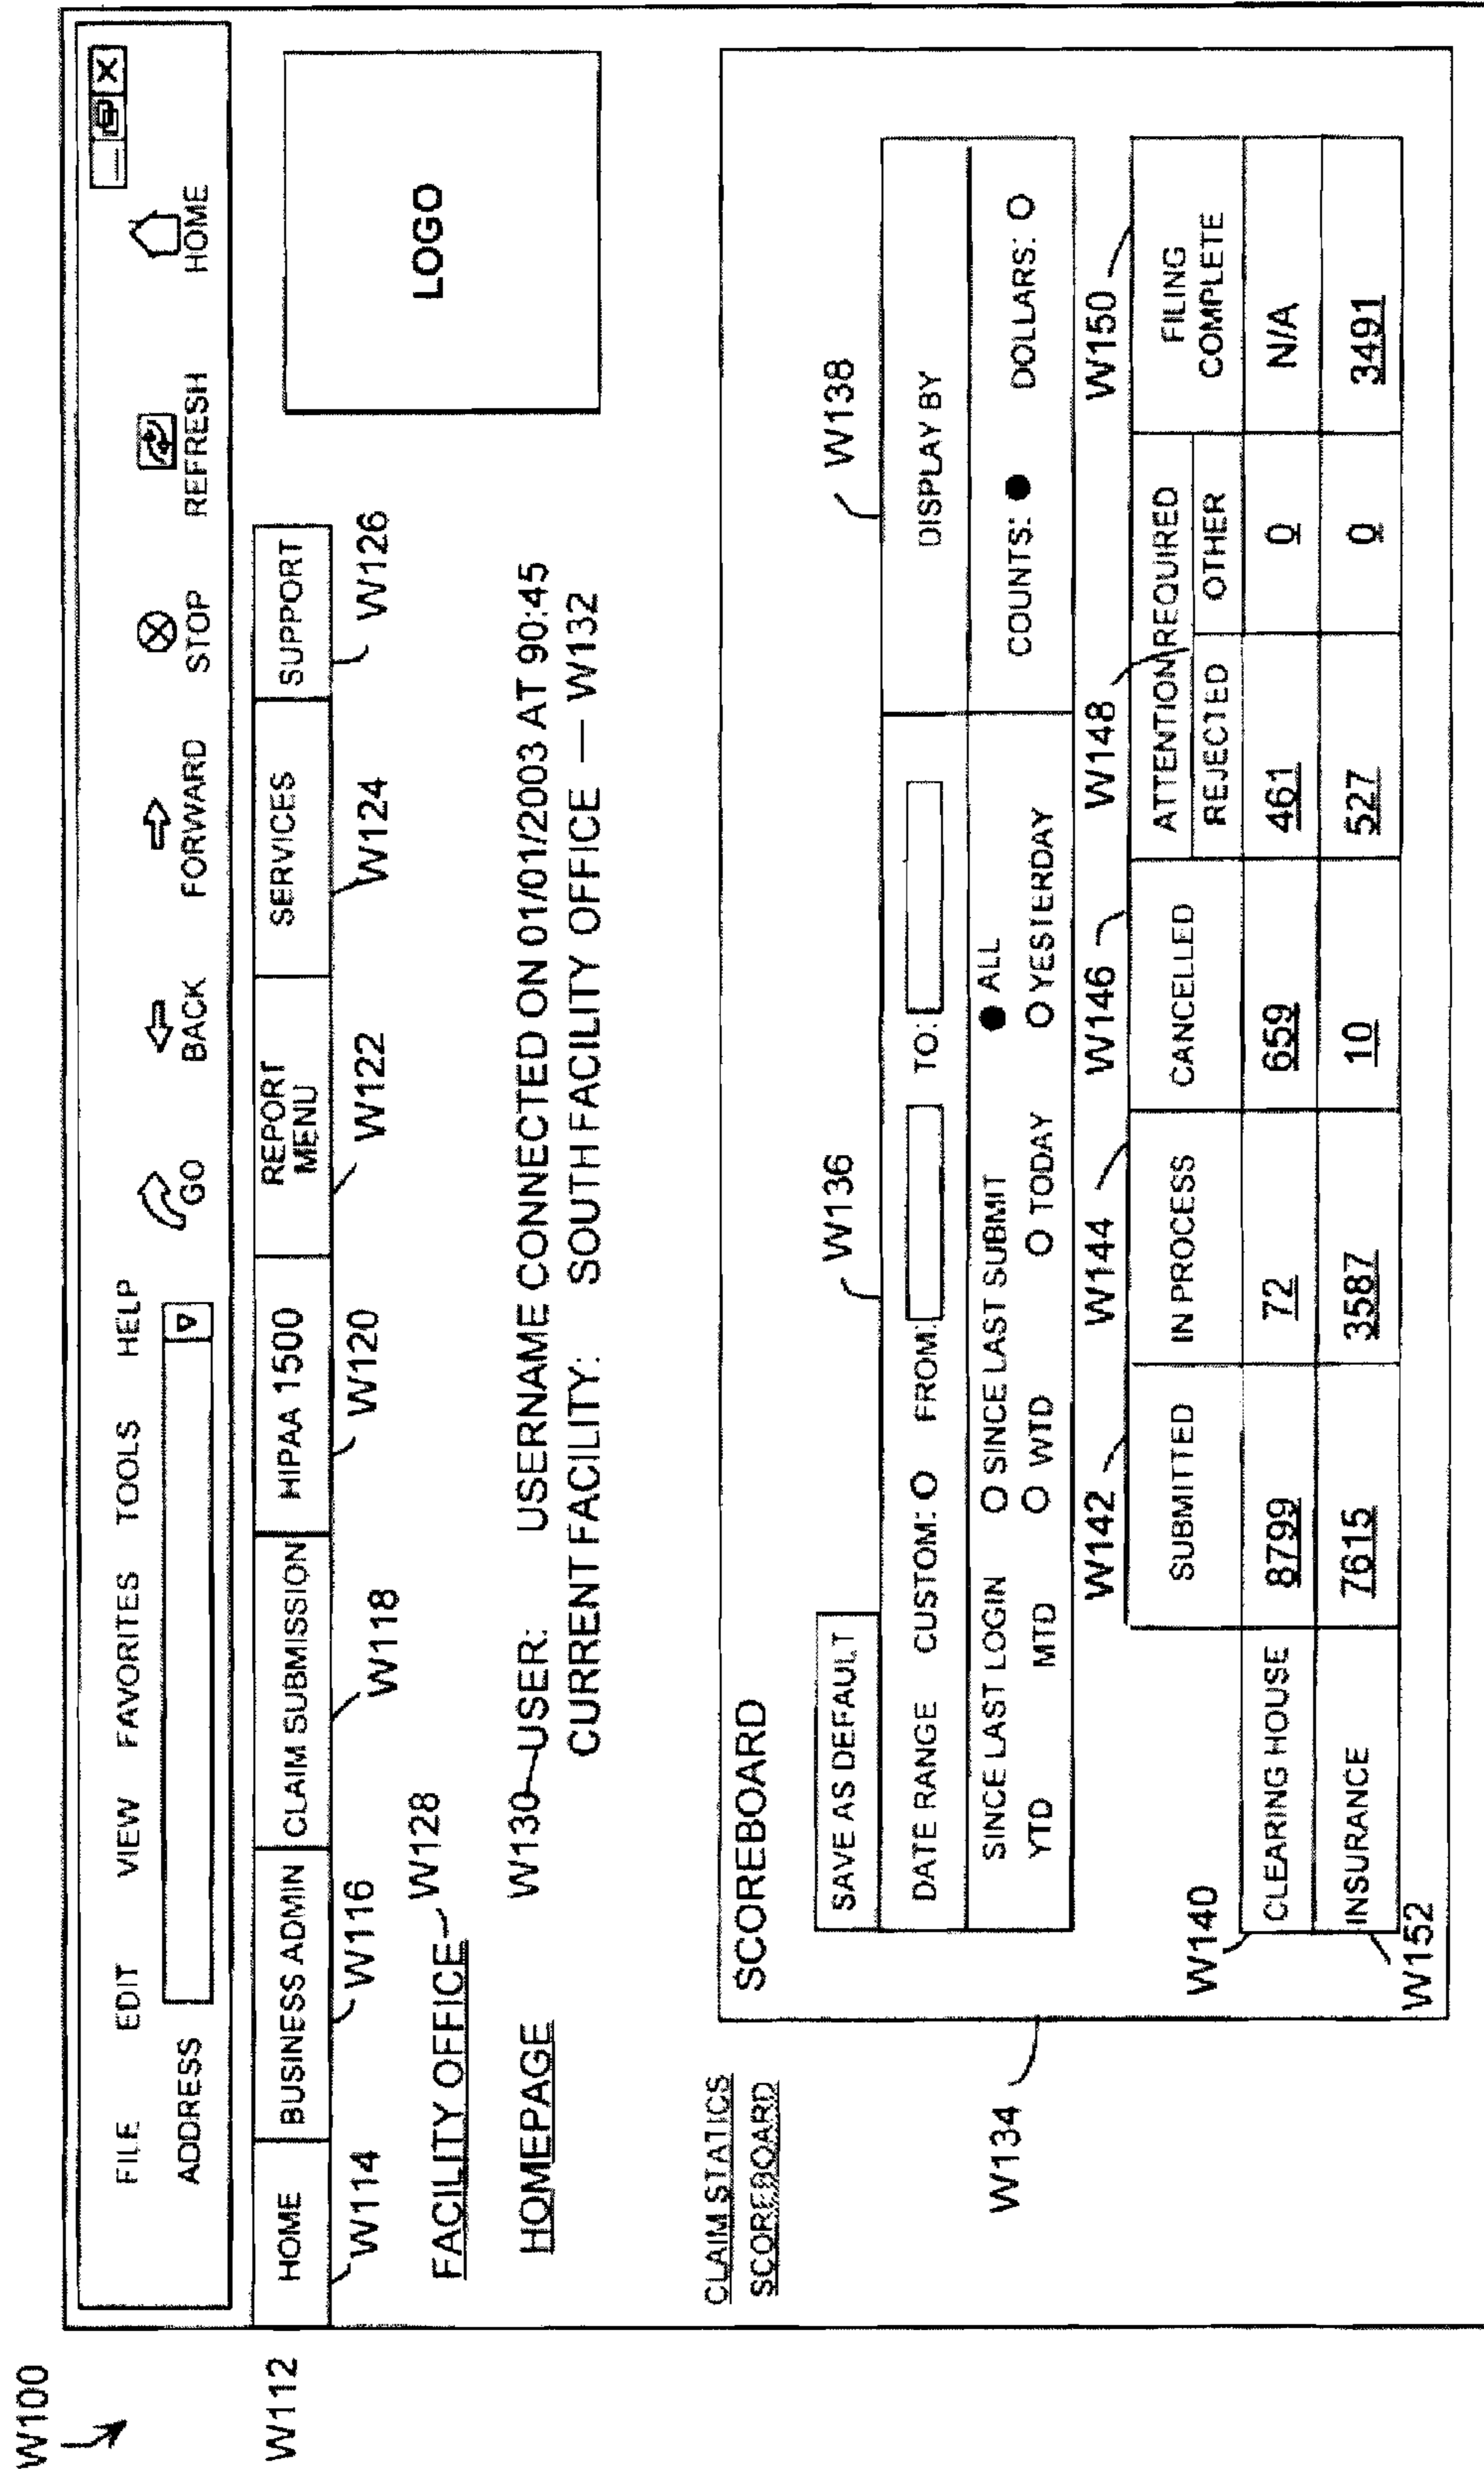 W100
FILE EDIT VIEW FAVORITES TOOLS HELP
GO BACK FORWARD STOP REFRESH HOME
ADDRESS
W112
HOME BUSINESS ADMIN CLAIM SUBMISSION HIPAA 1500 REPORT MENU SERVICES SUPPORT
W114 W116 W118 W120 W122 W124 W126
FACILITY OFFICE W128
LOGO
HOMEPAGE W130 USER: USERNAME CONNECTED ON 01/01/2003 AT 90:45
CURRENT FACILITY: SOUTH FACILITY OFFICE — W132
CLAIM STATICS
SCOREBOARD
W134
SCOREBOARD
SAVE AS DEFAULT W136 W138
DATE RANGE CUSTOM: FROM: TO: DISPLAY BY
SINCE LAST LOGIN SINCE LAST SUBMIT ALL COUNTS: DOLLARS:
YTD MTD WTD TODAY YESTERDAY
W142 W144 W146 W148 W150
SUBMITTED IN PROCESS CANCELLED ATTENTION REQUIRED FILING COMPLETE
REJECTED OTHER
W140
CLEARING HOUSE 8799 72 659 461 0 N/A
INSURANCE 7615 3587 10 527 0 3491
W152